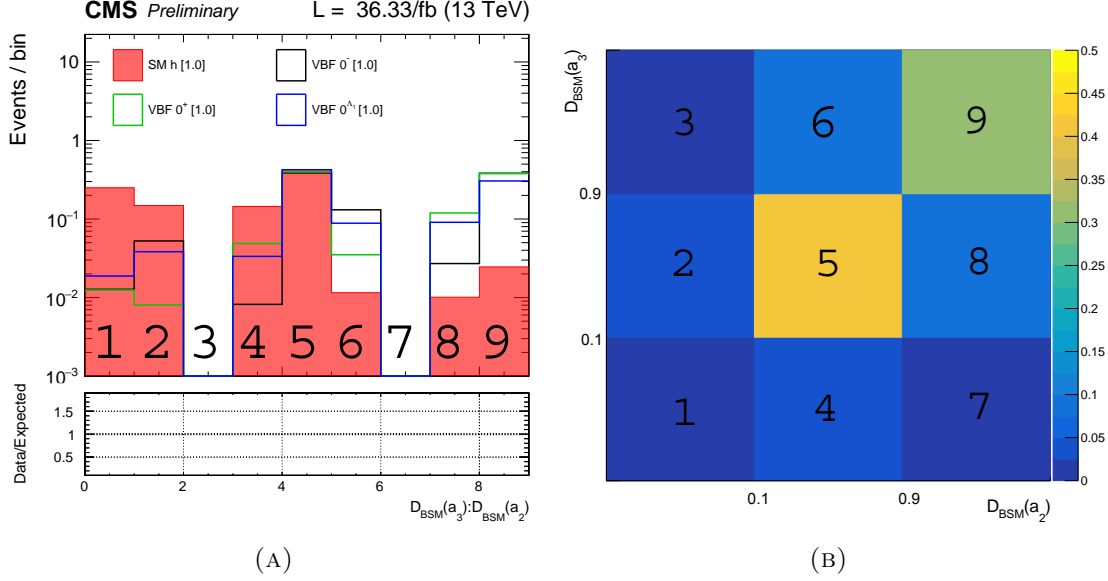 CMS Preliminary L = 36.33/fb (13 TeV)
Events / bin
SM h [1.0]
VBF 0⁻ [1.0]
VBF 0⁺ [1.0]
VBF 0^Λ¹ [1.0]
10
1
10⁻¹
10⁻²
10⁻³
1 2 3 4 5 6 7 8 9
Data/Expected
1.5
1
0.5
0 2 4 6 8
D_BSM(a₃):D_BSM(a₂)
(A)
D_BSM(a₃)
0.9
0.1
3 6 9
2 5 8
1 4 7
0.1 0.9
D_BSM(a₂)
0.5
0.45
0.4
0.35
0.3
0.25
0.2
0.15
0.1
0.05
0
(B)